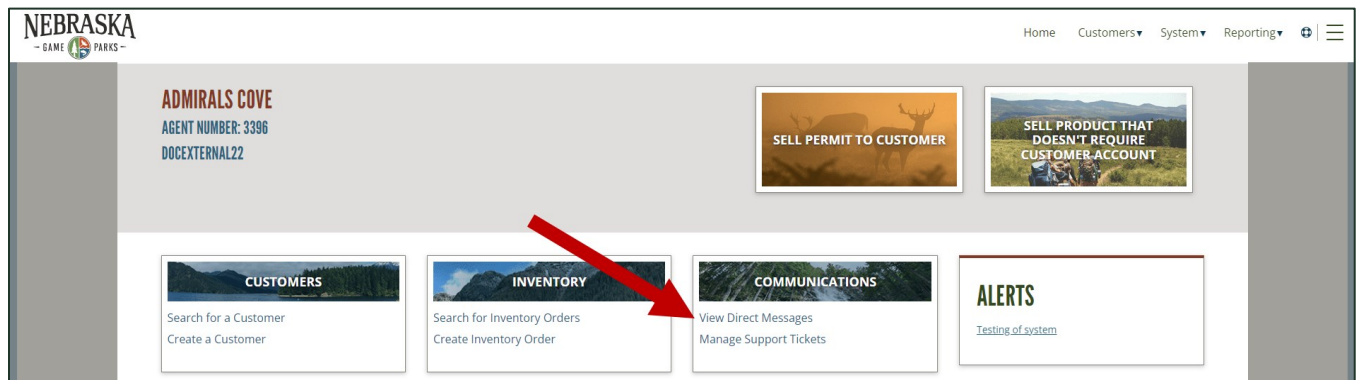 NEBRASKA
- GAME PARKS -
Home Customers▾ System▾ Reporting▾
ADMIRALS COVE
AGENT NUMBER: 3396
DOCEXTERNAL22
SELL PERMIT TO CUSTOMER
SELL PRODUCT THAT
DOESN'T REQUIRE
CUSTOMER ACCOUNT
CUSTOMERS
Search for a Customer
Create a Customer
INVENTORY
Search for Inventory Orders
Create Inventory Order
COMMUNICATIONS
View Direct Messages
Manage Support Tickets
ALERTS
Testing of system